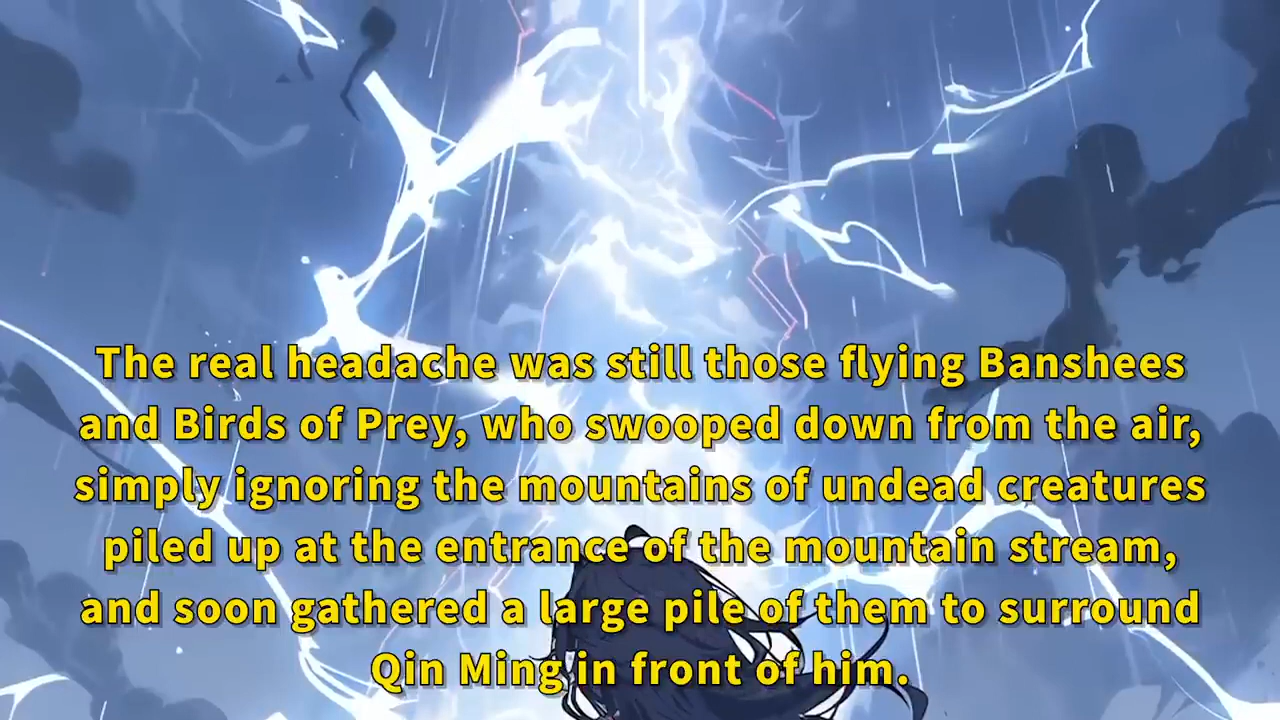 The real headache was still those flying Banshees
and Birds of Prey, who swooped down from the air,
simply ignoring the mountains of undead creatures
piled up at the entrance of the mountain stream,
and soon gathered a large pile of them to surround
Qin Ming in front of him.